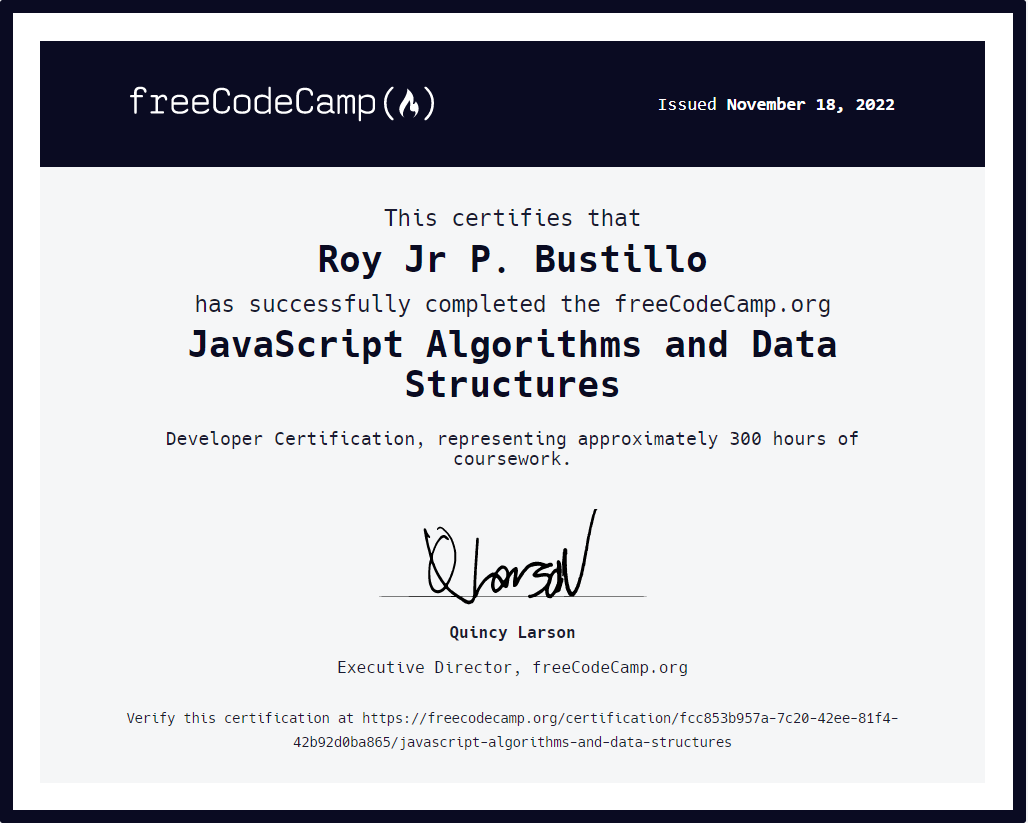 freeCodeCamp
Issued November 18, 2022
This certifies that
Roy Jr P. Bustillo
has successfully completed the freeCodeCamp.org
JavaScript Algorithms and Data
Structures
Developer Certification, representing approximately 300 hours of
coursework.
Q Larson
Quincy Larson
Executive Director, freeCodeCamp.org
Verify this certification at https://freecodecamp.org/certification/fcc853b957a-7c20-42ee-81f4-
42b92d0ba865/javascript-algorithms-and-data-structures